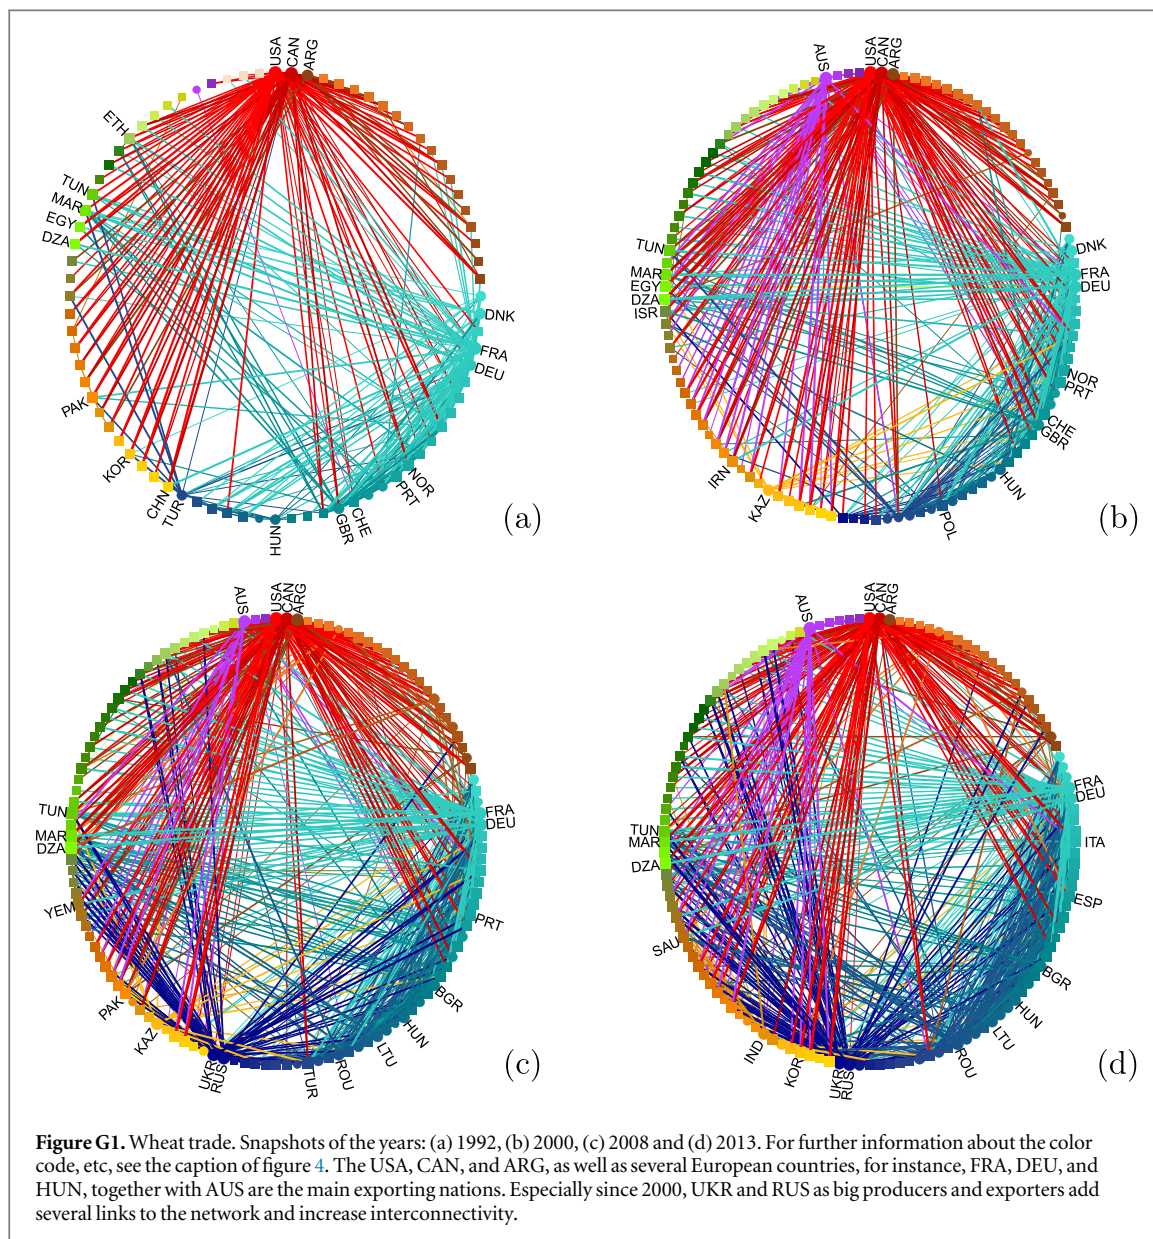 USA
CAN
ARG
ETH
TUN
MAR
EGY
DZA
PAK
KOR
CHN
TUR
HUN
GBR
CHE
PRT
NOR
DEU
FRA
DNK
(a)
AUS
USA
CAN
ARG
TUN
MAR
EGY
DZA
ISR
IRN
KAZ
POL
HUN
GBR
CHE
PRT
NOR
DEU
FRA
DNK
(b)
AUS
USA
CAN
ARG
TUN
MAR
DZA
YEM
PAK
KAZ
UKR
RUS
TUR
ROU
LTU
HUN
BGR
PRT
DEU
FRA
(c)
AUS
USA
CAN
ARG
TUN
MAR
DZA
SAU
IND
KOR
UKR
RUS
ROU
LTU
HUN
BGR
ESP
ITA
DEU
FRA
(d)
Figure G1. Wheat trade. Snapshots of the years: (a) 1992, (b) 2000, (c) 2008 and (d) 2013. For further information about the color
code, etc, see the caption of figure 4. The USA, CAN, and ARG, as well as several European countries, for instance, FRA, DEU, and
HUN, together with AUS are the main exporting nations. Especially since 2000, UKR and RUS as big producers and exporters add
several links to the network and increase interconnectivity.